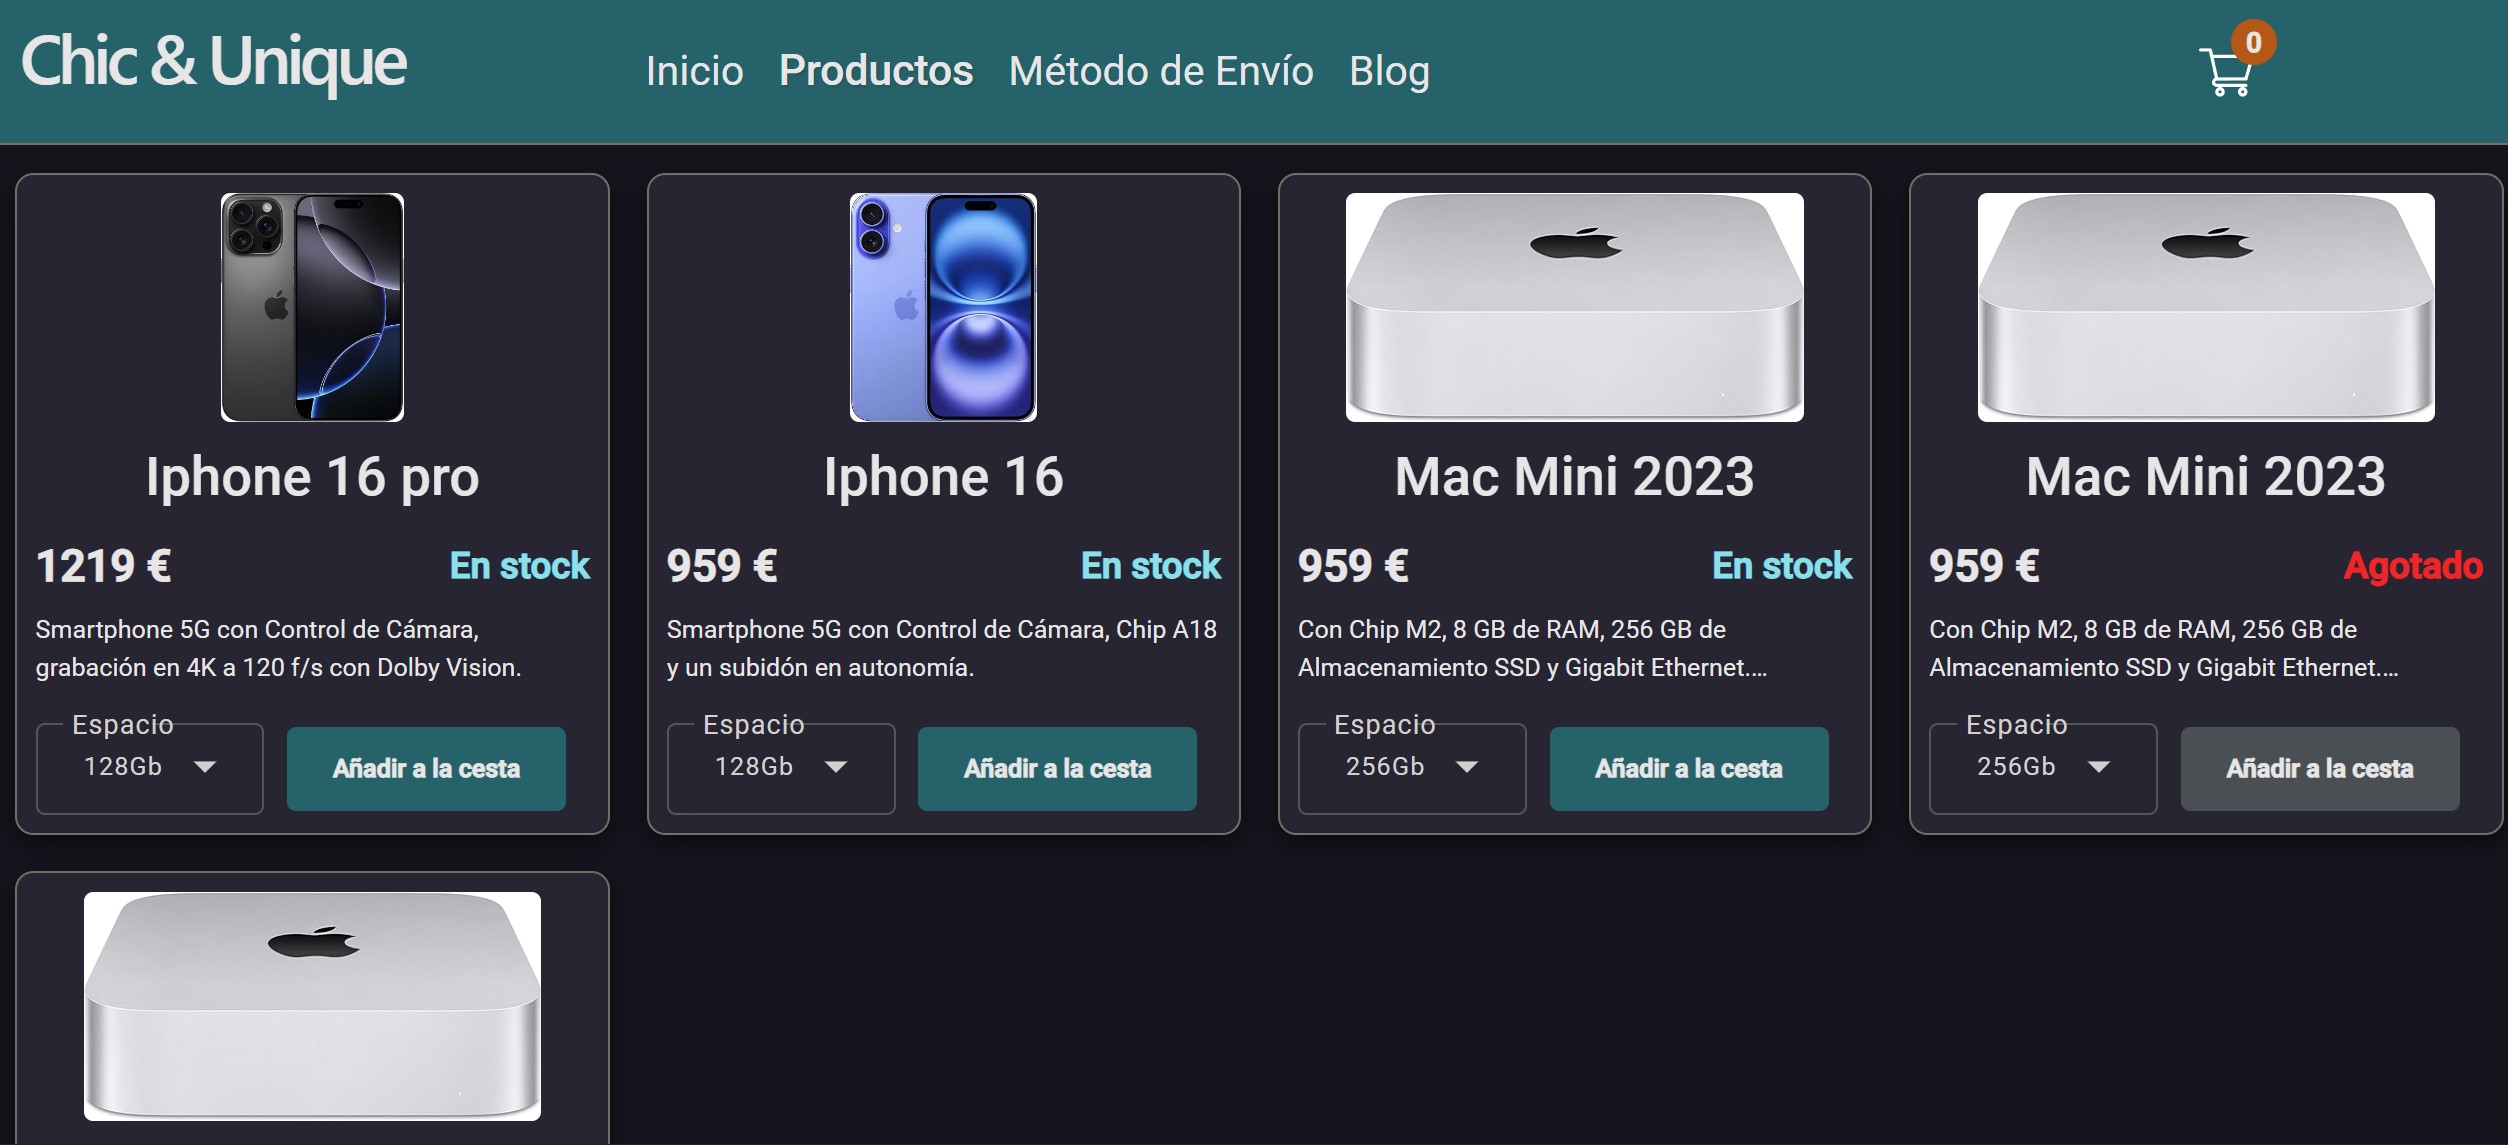 Chic & Unique
Inicio Productos Método de Envío Blog
0
Iphone 16 pro
1219 € En stock
Smartphone 5G con Control de Cámara,
grabación en 4K a 120 f/s con Dolby Vision.
Espacio
128Gb
Añadir a la cesta
Iphone 16
959 € En stock
Smartphone 5G con Control de Cámara, Chip A18
y un subidón en autonomía.
Espacio
128Gb
Añadir a la cesta
Mac Mini 2023
959 € En stock
Con Chip M2, 8 GB de RAM, 256 GB de
Almacenamiento SSD y Gigabit Ethernet....
Espacio
256Gb
Añadir a la cesta
Mac Mini 2023
959 € Agotado
Con Chip M2, 8 GB de RAM, 256 GB de
Almacenamiento SSD y Gigabit Ethernet....
Espacio
256Gb
Añadir a la cesta